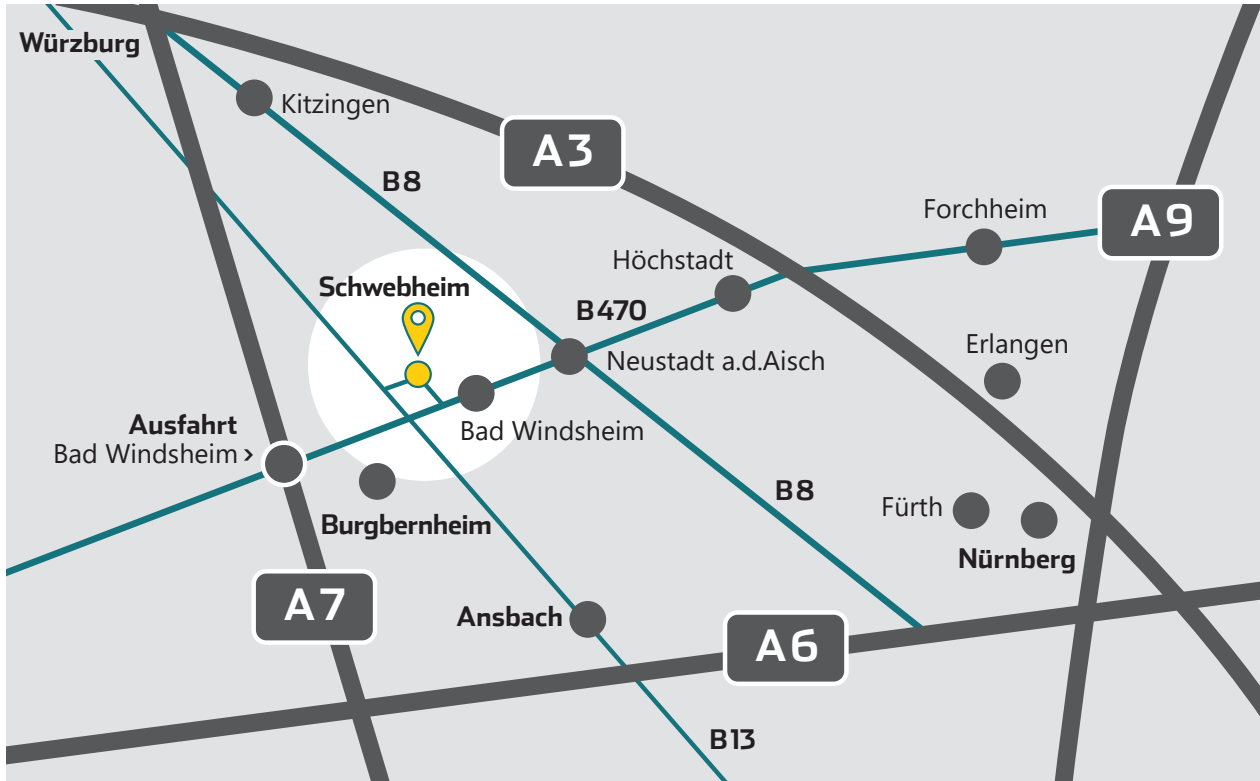 Würzburg
Kitzingen
A3
B8
Forchheim
A9
Höchstadt
Schwebheim
B470
Erlangen
Neustadt a.d.Aisch
Ausfahrt
Bad Windsheim ›
Bad Windsheim
B8
Fürth
Burgbernheim
Nürnberg
A7
Ansbach
A6
B13